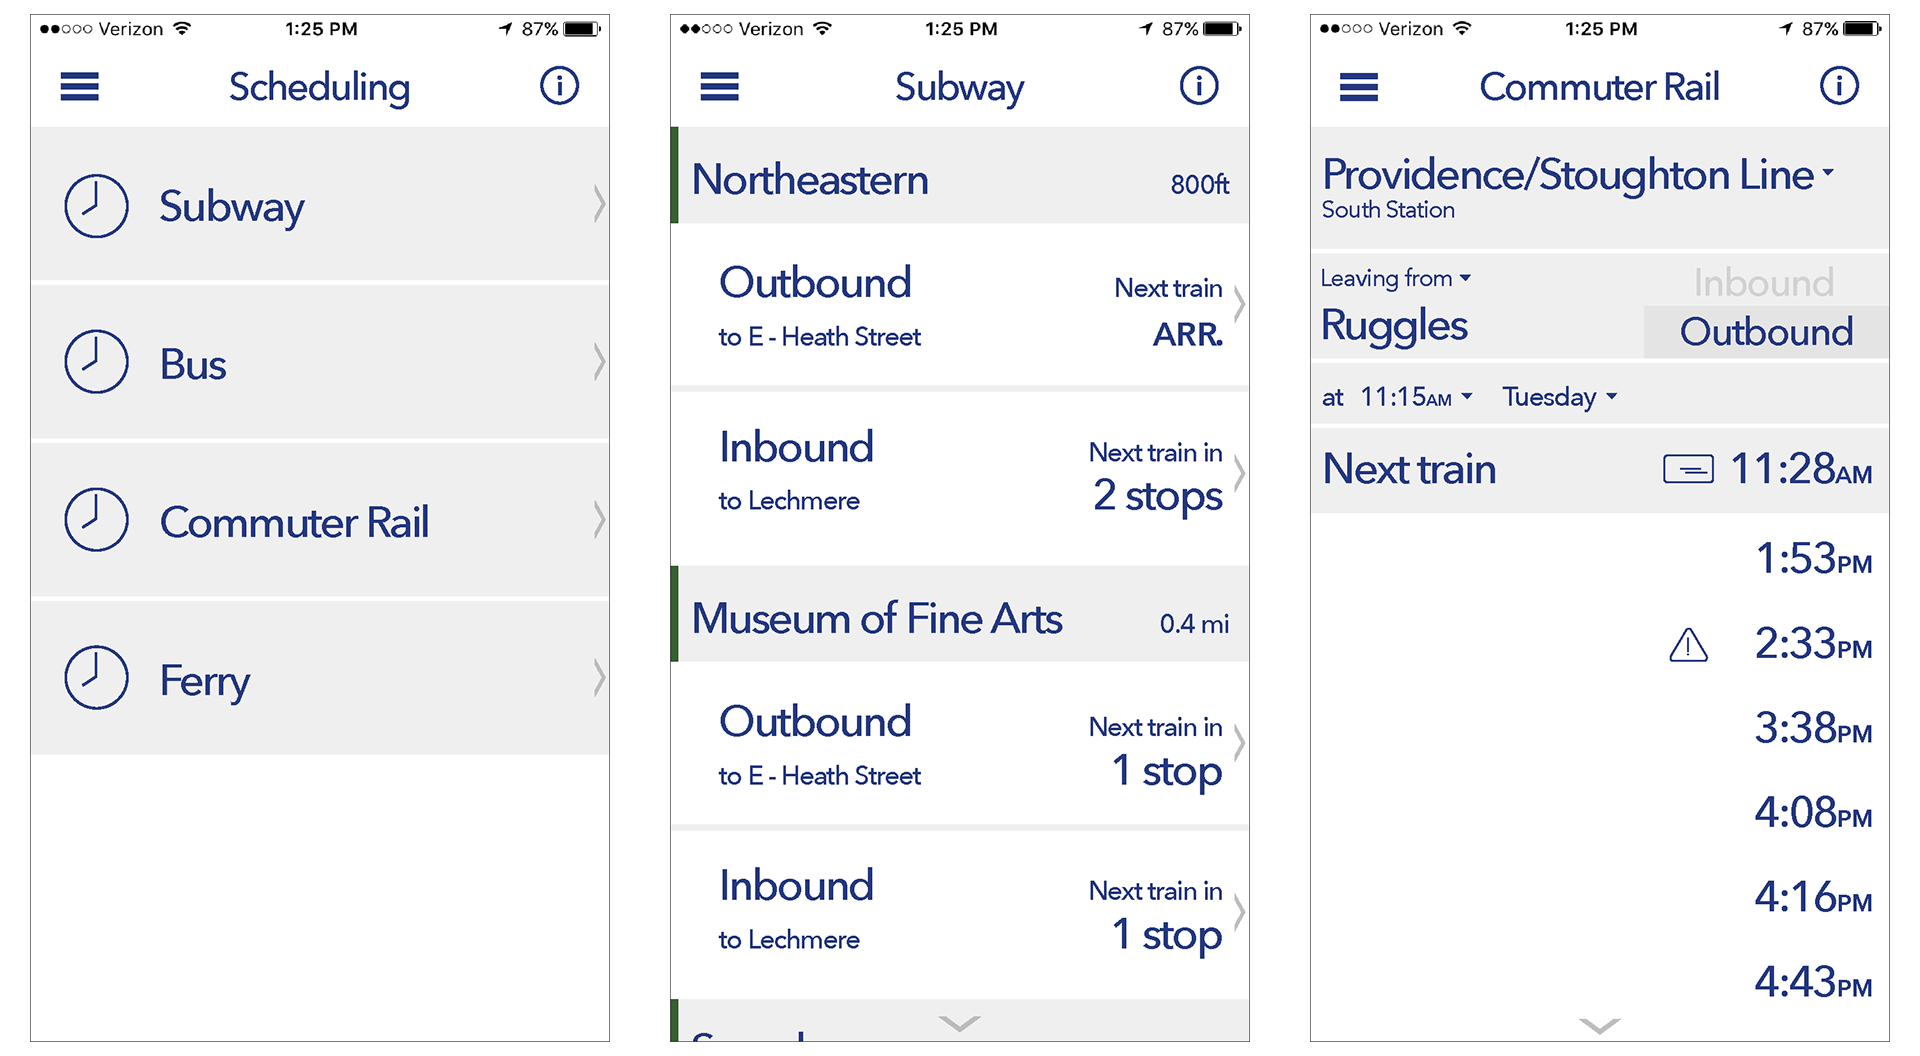 Verizon 1:25 PM 87%
Scheduling
Subway
Bus
Commuter Rail
Ferry
Verizon 1:25 PM 87%
Subway
Northeastern 800ft
Outbound Next train
to E - Heath Street ARR.
Inbound Next train in
to Lechmere 2 stops
Museum of Fine Arts 0.4 mi
Outbound Next train in
to E - Heath Street 1 stop
Inbound Next train in
to Lechmere 1 stop
Verizon 1:25 PM 87%
Commuter Rail
Providence/Stoughton Line
South Station
Leaving from Inbound
Ruggles Outbound
at 11:15AM Tuesday
Next train 11:28AM
1:53PM
2:33PM
3:38PM
4:08PM
4:16PM
4:43PM